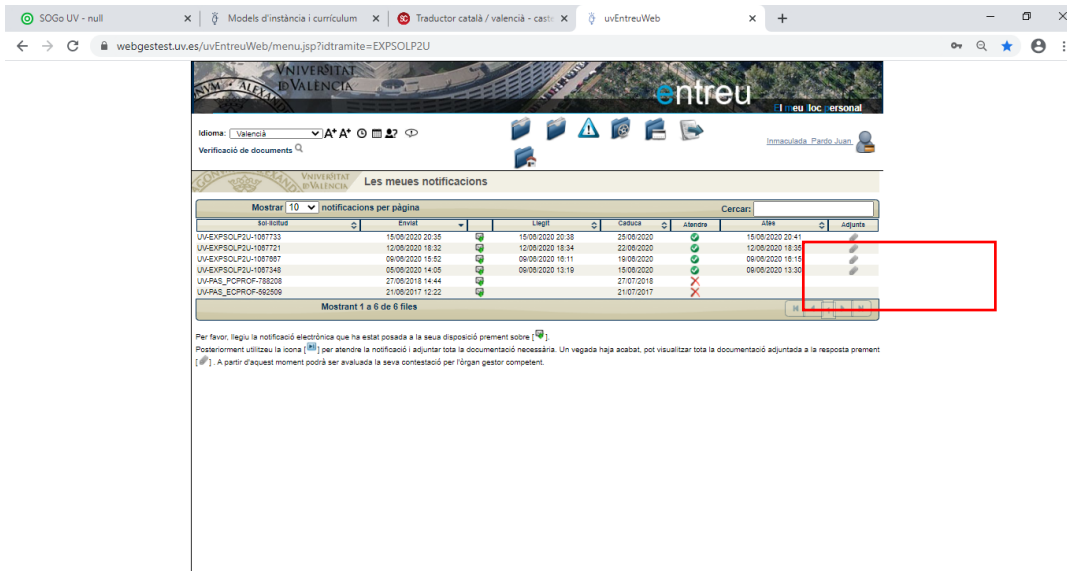 SOGo UV - null
Models d'instància i currículum
Traductor català / valencià - caste
uvEntreuWeb
webgestest.uv.es/uvEntreuWeb/menu.jsp?idtramite=EXPSOLP2U
VNIVERSITAT
ID VALÈNCIA
entreu
El meu lloc personal
Idioma: Valencià A+ A+
Verificació de documents
Inmaculada Pardo Juan
VNIVERSITAT
ID VALÈNCIA
Les meues notificacions
Mostrar 10 notificacions per pàgina Cercar:
Sol·licitud Enviat Llegit Caduca Atendre Atés Adjunts
UV-EXPSOLP2U-1067733 15/06/2020 20:35 15/06/2020 20:38 25/06/2020 15/06/2020 20:41
UV-EXPSOLP2U-1067721 12/06/2020 18:32 12/06/2020 18:34 22/06/2020 12/06/2020 18:35
UV-EXPSOLP2U-1067667 09/06/2020 15:52 09/06/2020 16:11 19/06/2020 09/06/2020 16:15
UV-EXPSOLP2U-1067348 05/06/2020 14:05 09/06/2020 13:19 15/06/2020 09/06/2020 13:30
UV-PAS_PCPROF-788208 27/06/2018 14:44 27/07/2018
UV-PAS_ECPROF-592509 21/06/2017 12:22 21/07/2017
Mostrant 1 a 6 de 6 files
Per favor, llegiu la notificació electrònica que ha estat posada a la seua disposició prement sobre [ ].
Posteriorment utilitzeu la icona [ ] per atendre la notificació i adjuntar tota la documentació necessària. Un vegada haja acabat, pot visualitzar tota la documentació adjuntada a la resposta prement
[ ] . A partir d'aquest moment podrà ser avaluada la seva contestació per l'òrgan gestor competent.